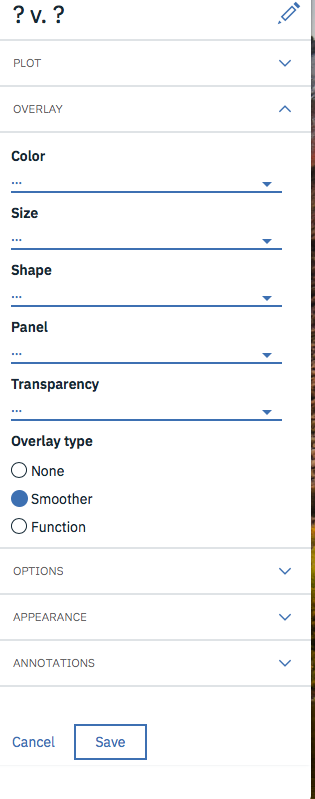 ? v. ?
PLOT
OVERLAY
Color
...
Size
...
Shape
...
Panel
...
Transparency
...
Overlay type
None
Smoother
Function
OPTIONS
APPEARANCE
ANNOTATIONS
Cancel Save